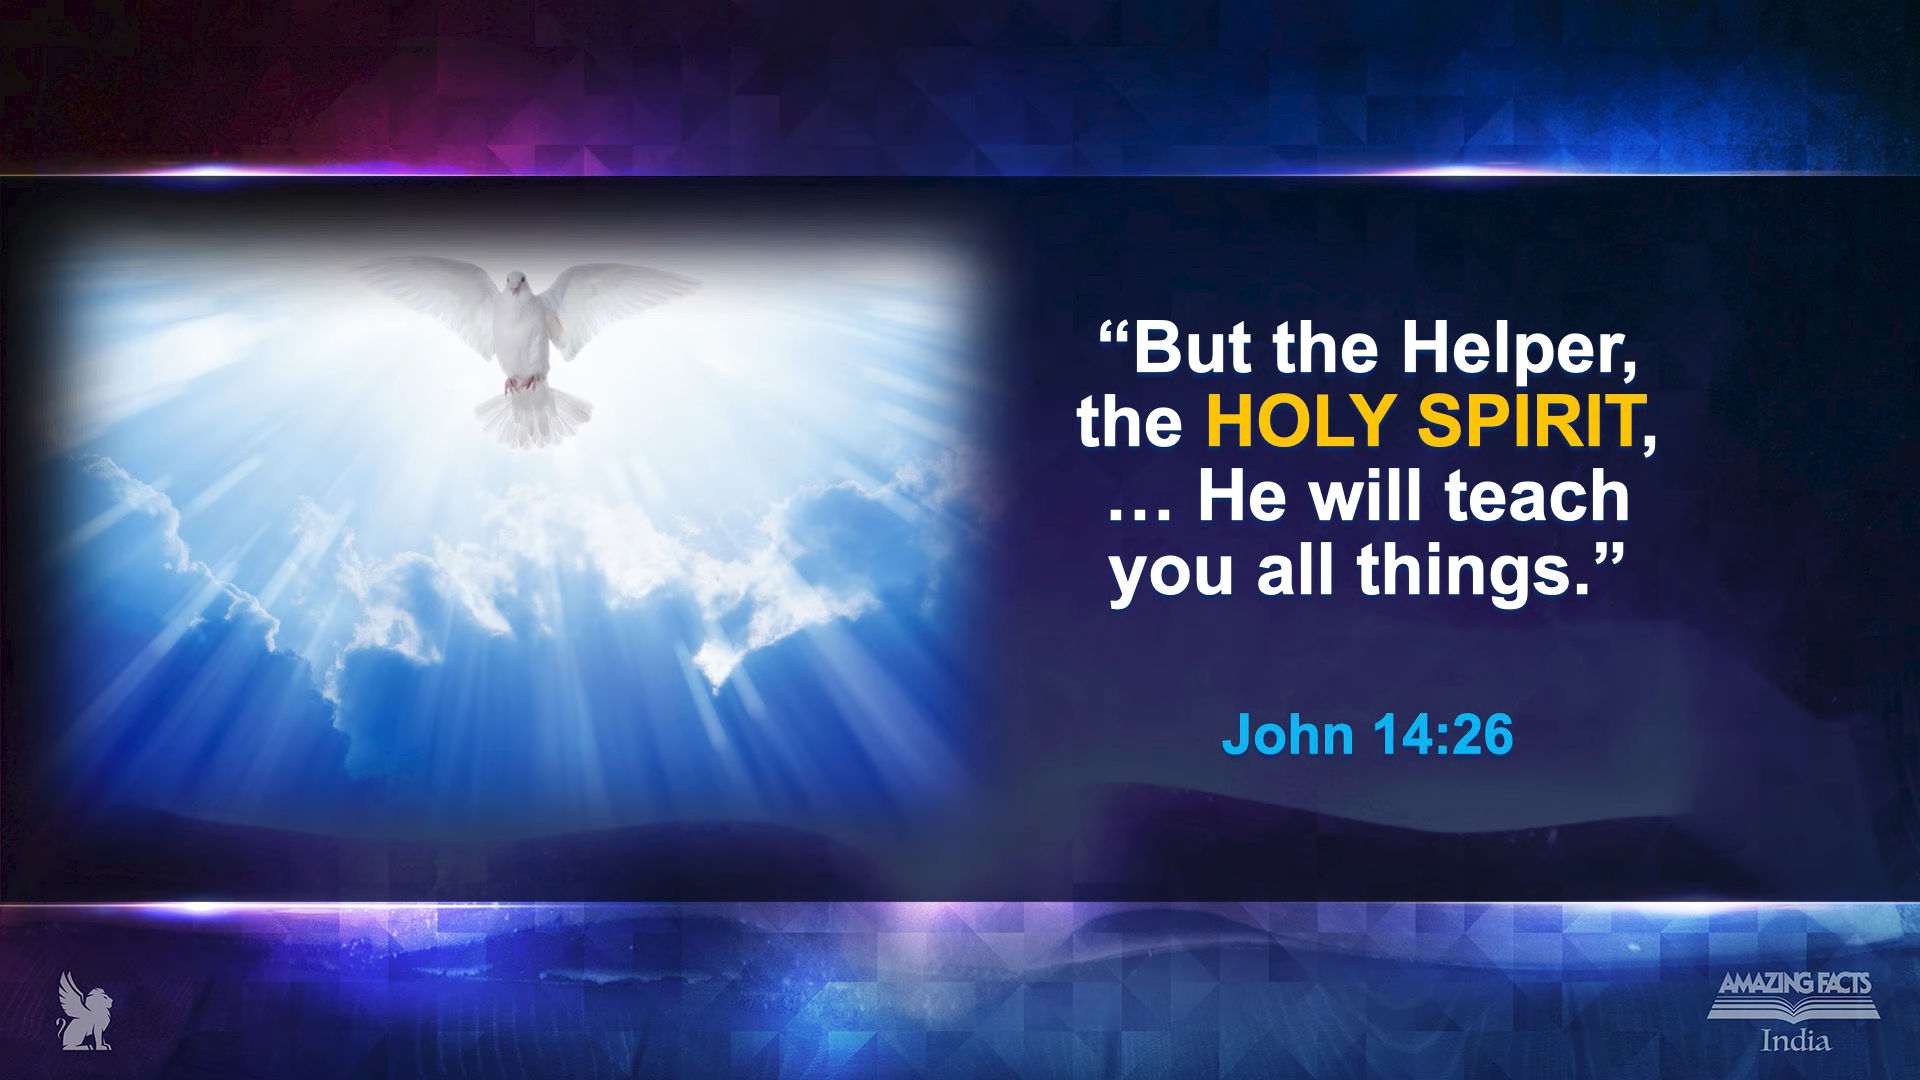 “But the Helper,
the HOLY SPIRIT,
… He will teach
you all things.”
John 14:26
AMAZING FACTS
India